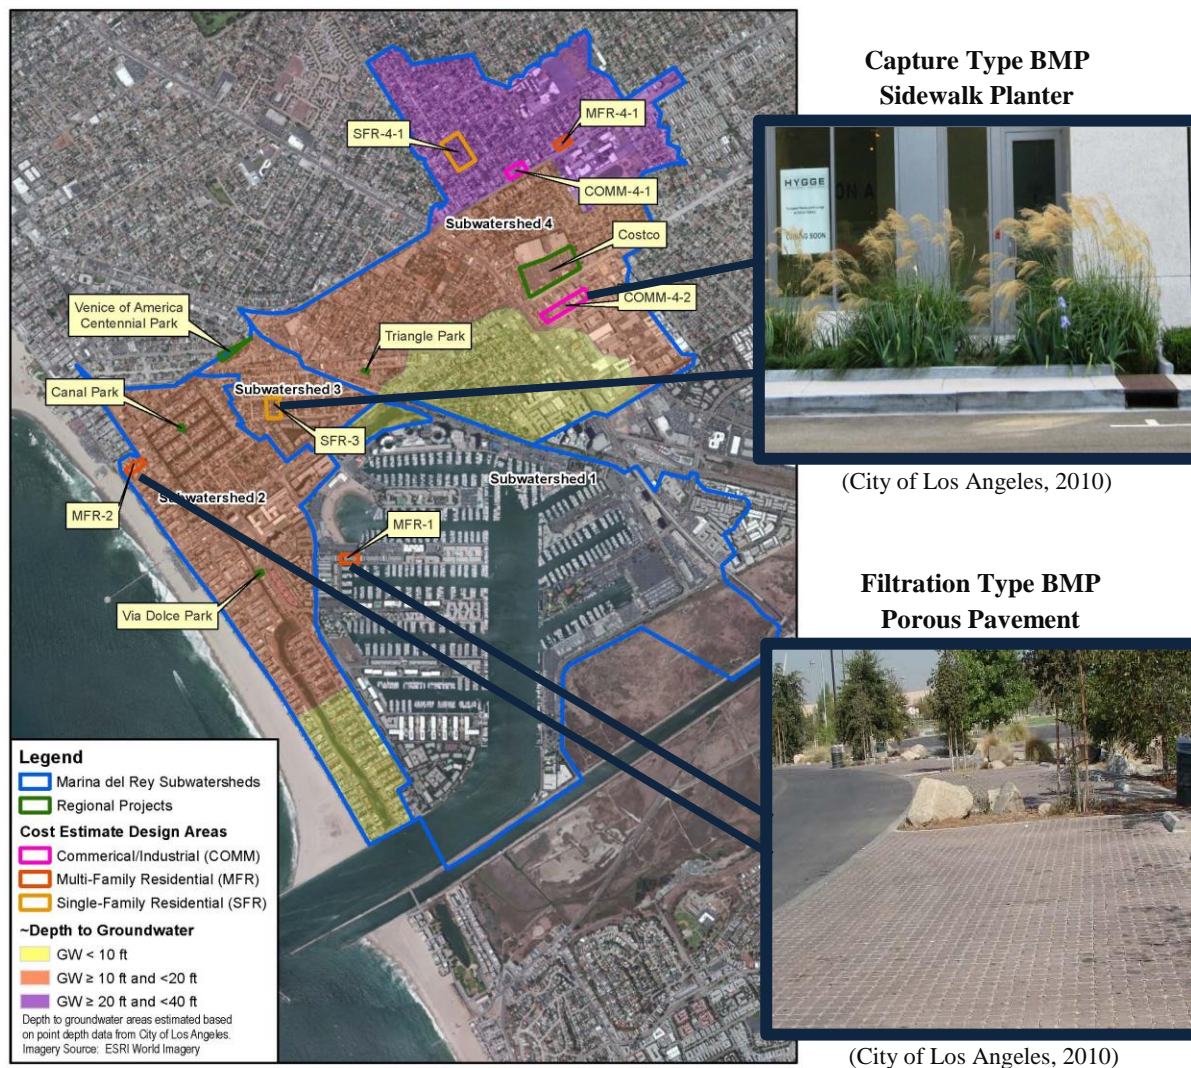 Capture Type BMP
Sidewalk Planter
SFR-4-1
MFR-4-1
COMM-4-1
Subwatershed 4
Costco
COMM-4-2
Venice of America
Centennial Park
Triangle Park
Canal Park
Subwatershed 3
SFR-3
Subwatershed 1
Subwatershed 2
MFR-2
MFR-1
Via Dolce Park
HYGGE
COMING SOON
(City of Los Angeles, 2010)
Filtration Type BMP
Porous Pavement
(City of Los Angeles, 2010)
Legend
Marina del Rey Subwatersheds
Regional Projects
Cost Estimate Design Areas
Commerical/Industrial (COMM)
Multi-Family Residential (MFR)
Single-Family Residential (SFR)
~Depth to Groundwater
GW < 10 ft
GW ≥ 10 ft and <20 ft
GW ≥ 20 ft and <40 ft
Depth to groundwater areas estimated based
on point depth data from City of Los Angeles.
Imagery Source: ESRI World Imagery